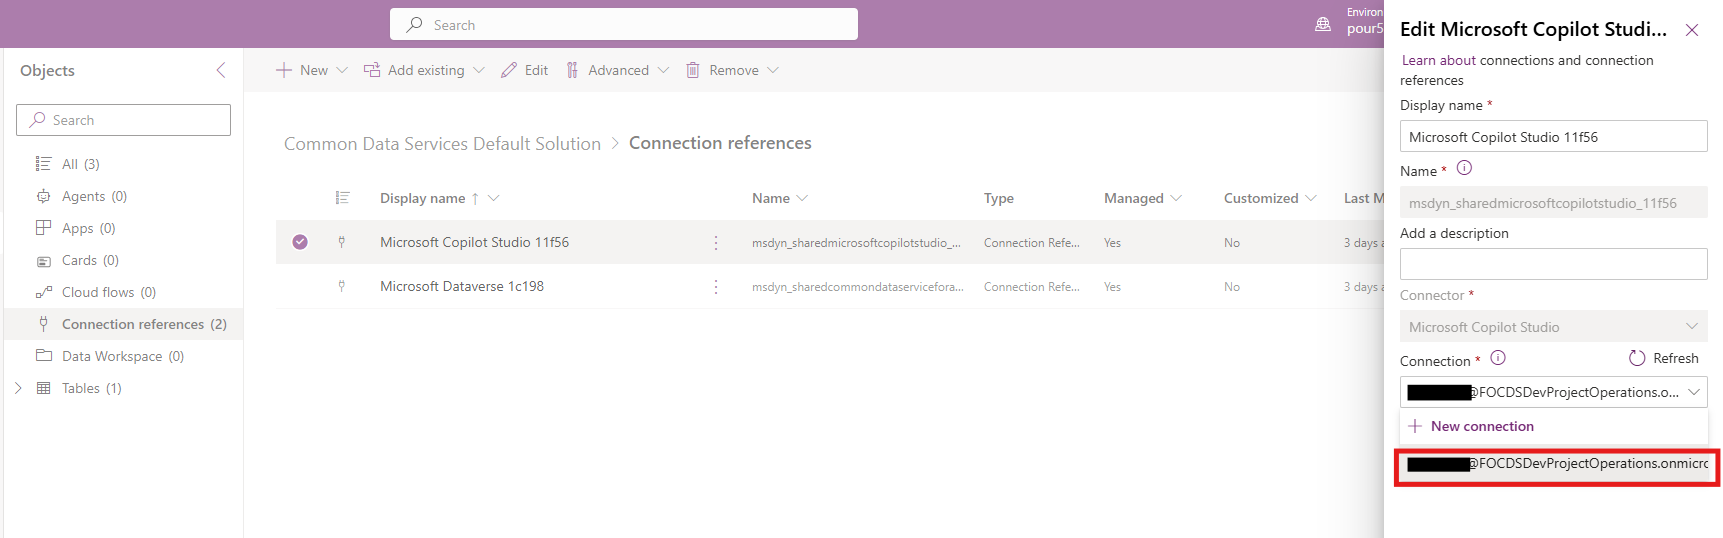 Search
Environ
pour5
Objects
Search
All (3)
Agents (0)
Apps (0)
Cards (0)
Cloud flows (0)
Connection references (2)
Data Workspace (0)
Tables (1)
New
Add existing
Edit
Advanced
Remove
Common Data Services Default Solution > Connection references
Display name ↑ Name Type Managed Customized Last M
Microsoft Copilot Studio 11f56 msdyn_sharedmicrosoftcopilotstudio_... Connection Refe... Yes No 3 days a
Microsoft Dataverse 1c198 msdyn_sharedcommondataservicefora... Connection Refe... Yes No 3 days a
Edit Microsoft Copilot Studi...
Learn about connections and connection
references
Display name *
Microsoft Copilot Studio 11f56
Name *
msdyn_sharedmicrosoftcopilotstudio_11f56
Add a description
Connector *
Microsoft Copilot Studio
Connection * Refresh
@FOCDSDevProjectOperations.o...
New connection
@FOCDSDevProjectOperations.onmicro